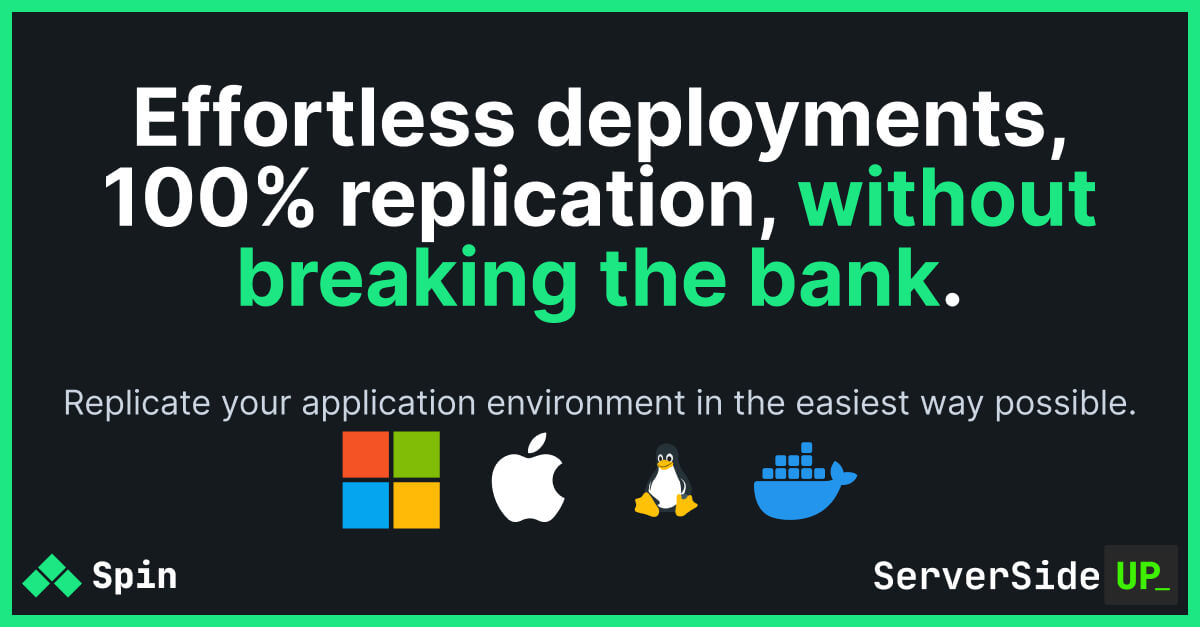 Effortless deployments,
100% replication, without
breaking the bank.
Replicate your application environment in the easiest way possible.
Spin
ServerSide UP_